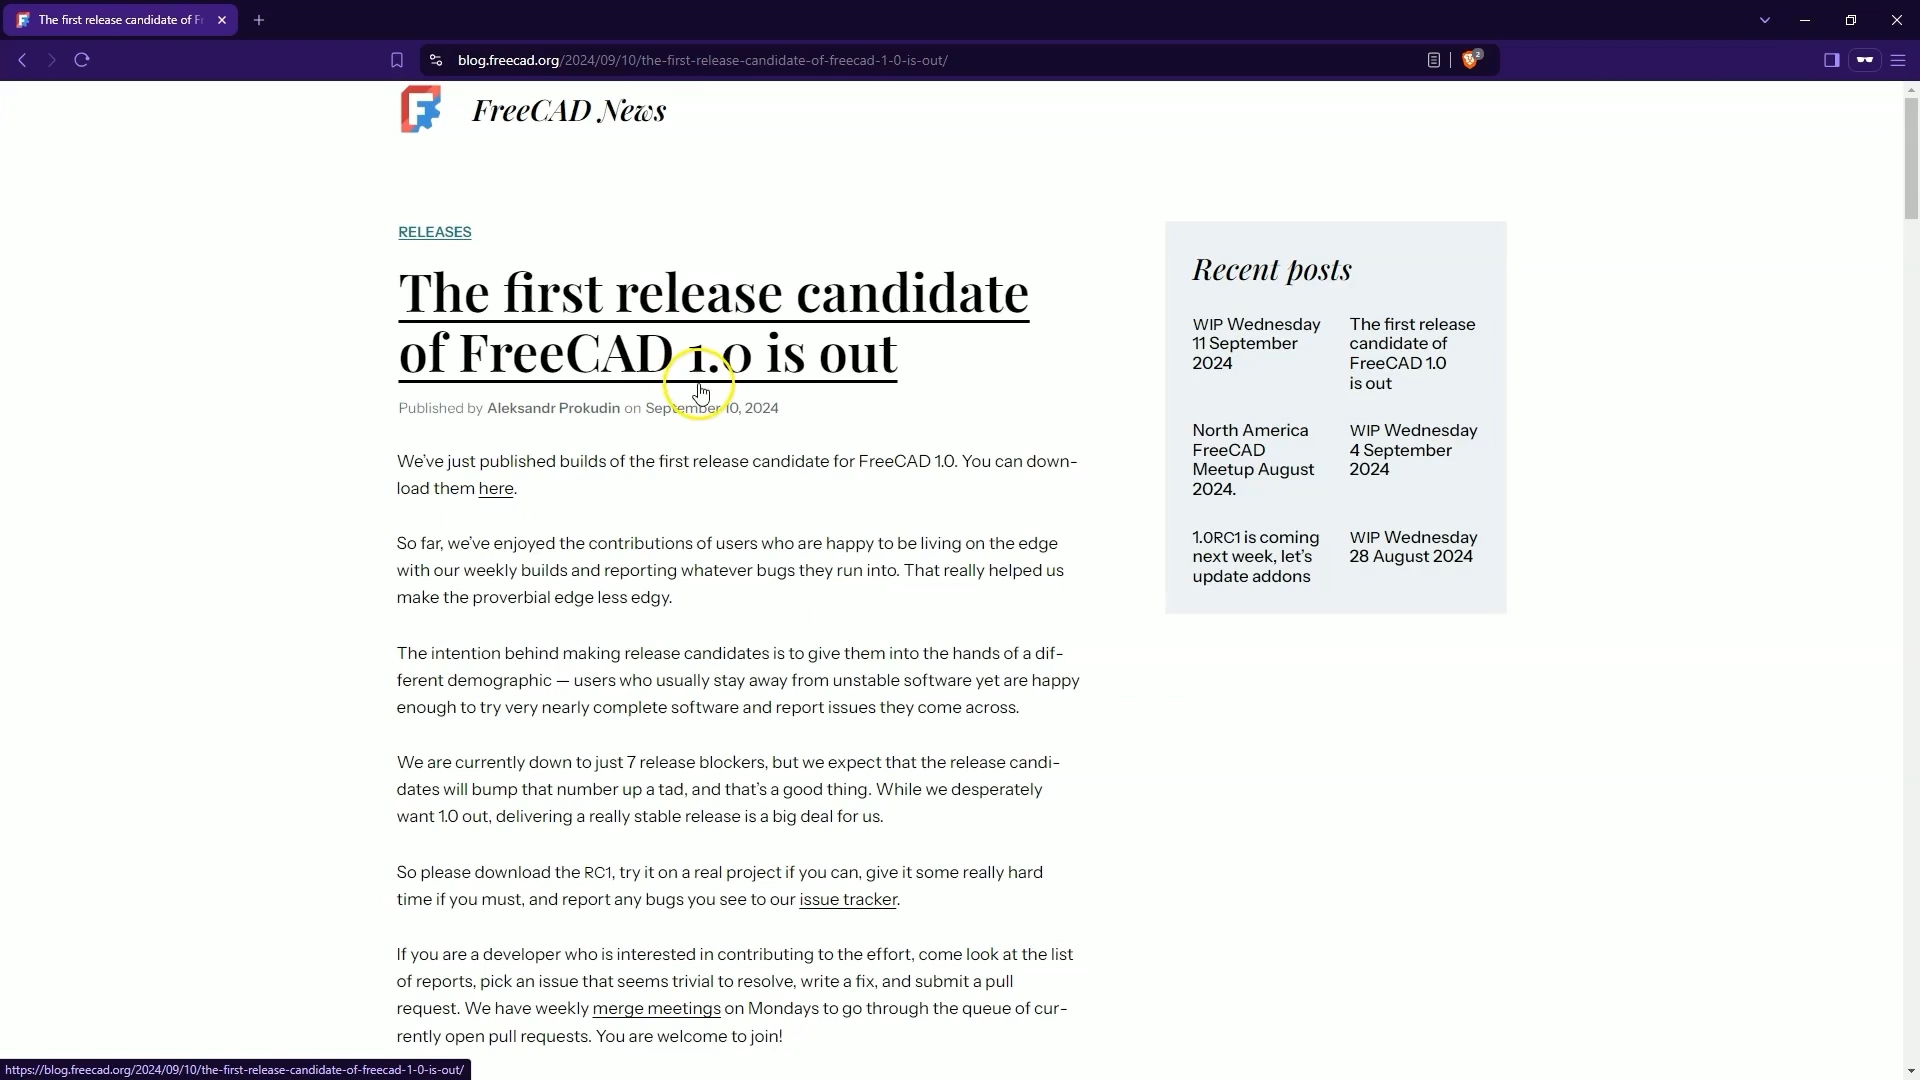 The first release candidate of F
blog.freecad.org/2024/09/10/the-first-release-candidate-of-freecad-1-0-is-out/
2
FreeCAD News
RELEASES
The first release candidate
of FreeCAD 1.0 is out
Published by Aleksandr Prokudin on September 10, 2024
We've just published builds of the first release candidate for FreeCAD 1.0. You can down-
load them here.
So far, we've enjoyed the contributions of users who are happy to be living on the edge
with our weekly builds and reporting whatever bugs they run into. That really helped us
make the proverbial edge less edgy.
The intention behind making release candidates is to give them into the hands of a dif-
ferent demographic — users who usually stay away from unstable software yet are happy
enough to try very nearly complete software and report issues they come across.
We are currently down to just 7 release blockers, but we expect that the release candi-
dates will bump that number up a tad, and that's a good thing. While we desperately
want 1.0 out, delivering a really stable release is a big deal for us.
So please download the RC1, try it on a real project if you can, give it some really hard
time if you must, and report any bugs you see to our issue tracker.
If you are a developer who is interested in contributing to the effort, come look at the list
of reports, pick an issue that seems trivial to resolve, write a fix, and submit a pull
request. We have weekly merge meetings on Mondays to go through the queue of cur-
rently open pull requests. You are welcome to join!
Recent posts
WIP Wednesday
11 September
2024
The first release
candidate of
FreeCAD 1.0
is out
North America
FreeCAD
Meetup August
2024.
WIP Wednesday
4 September
2024
1.0RC1 is coming
next week, let's
update addons
WIP Wednesday
28 August 2024
https://blog.freecad.org/2024/09/10/the-first-release-candidate-of-freecad-1-0-is-out/